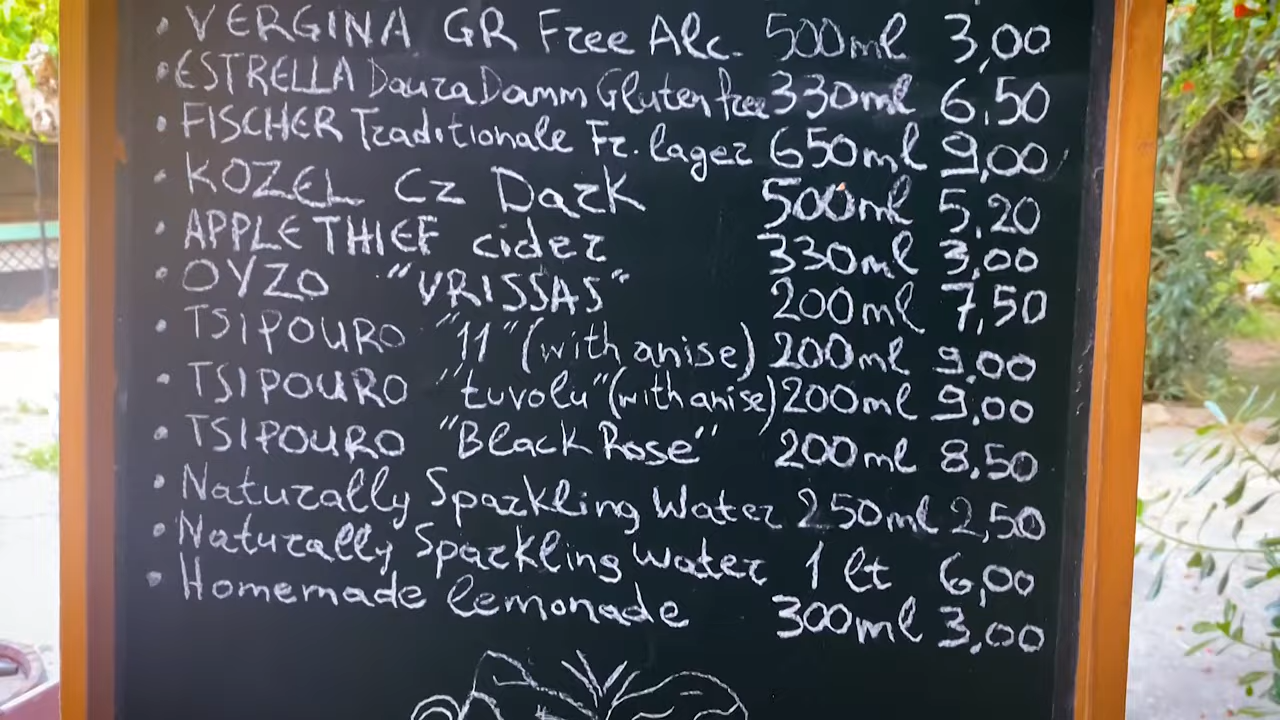 • VERGINA GR Free Alc. 500ml 3,00
• ESTRELLA Daura Damm Gluten free 330ml 6,50
• FISCHER Traditionale Fr. lager 650ml 9,00
• KOZEL Cz Dark 500ml 5,20
• APPLE THIEF cider 330ml 3,00
• OYZO "VRISSAS" 200ml 7,50
• TSIPOURO "11" (with anise) 200ml 9,00
• TSIPOURO "tuvolu" (with anise) 200ml 9,00
• TSIPOURO "Black Rose" 200ml 8,50
• Naturally Sparkling Water 250ml 2,50
• Naturally Sparkling Water 1 lt 6,00
• Homemade lemonade 300ml 3,00